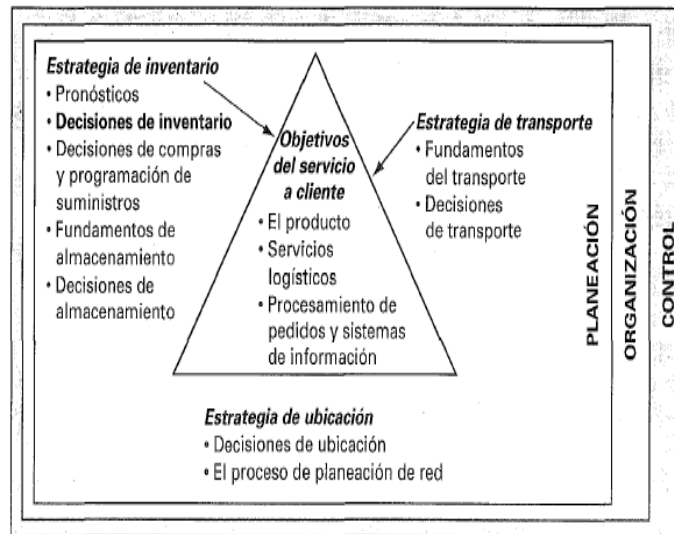 Estrategia de inventario
• Pronósticos
• Decisiones de inventario
• Decisiones de compras
y programación de
suministros
• Fundamentos de
almacenamiento
• Decisiones de
almacenamiento
Objetivos
del servicio
a cliente
• El producto
• Servicios
logísticos
• Procesamiento de
pedidos y sistemas
de información
Estrategia de transporte
• Fundamentos
del transporte
• Decisiones
de transporte
Estrategia de ubicación
• Decisiones de ubicación
• El proceso de planeación de red
PLANEACIÓN
ORGANIZACIÓN
CONTROL